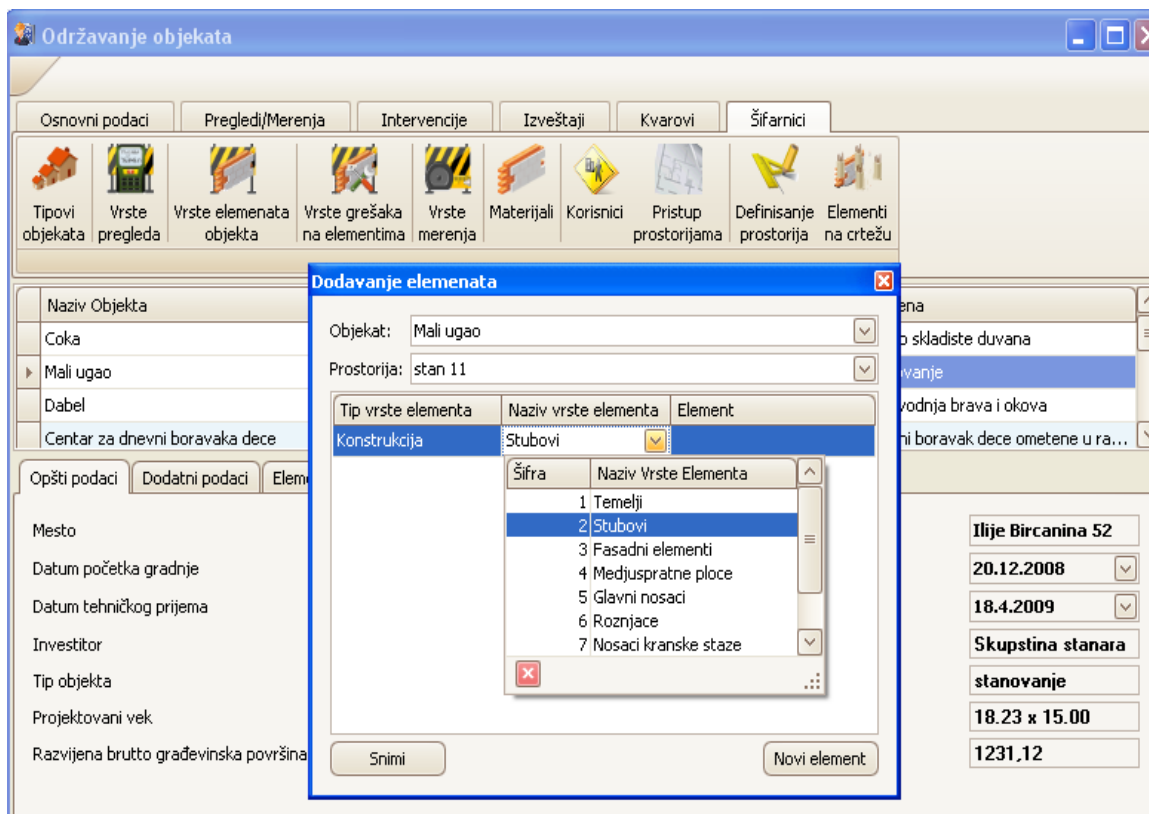 Održavanje objekata
Osnovni podaci Pregledi/Merenja Intervencije Izveštaji Kvarovi Šifarnici
Tipovi objekata
Vrste pregleda
Vrste elemenata objekta
Vrste grešaka na elementima
Vrste merenja
Materijali
Korisnici
Pristup prostorijama
Definisanje prostorija
Elementi na crtežu
Naziv Objekta ena
Coka o skladiste duvana
Mali ugao ovanje
Dabel vodnja brava i okova
Centar za dnevni boravaka dece ni boravak dece ometene u ra...
Dodavanje elemenata
Objekat: Mali ugao
Prostorija: stan 11
Tip vrste elementa Naziv vrste elementa Element
Konstrukcija Stubovi
Šifra Naziv Vrste Elementa
1 Temelji
2 Stubovi
3 Fasadni elementi
4 Medjuspratne ploce
5 Glavni nosaci
6 Roznjace
7 Nosaci kranske staze
Snimi Novi element
Opšti podaci Dodatni podaci Elem
Mesto Ilije Bircanina 52
Datum početka gradnje 20.12.2008
Datum tehničkog prijema 18.4.2009
Investitor Skupstina stanara
Tip objekta stanovanje
Projektovani vek 18.23 x 15.00
Razvijena brutto građevinska površina 1231,12